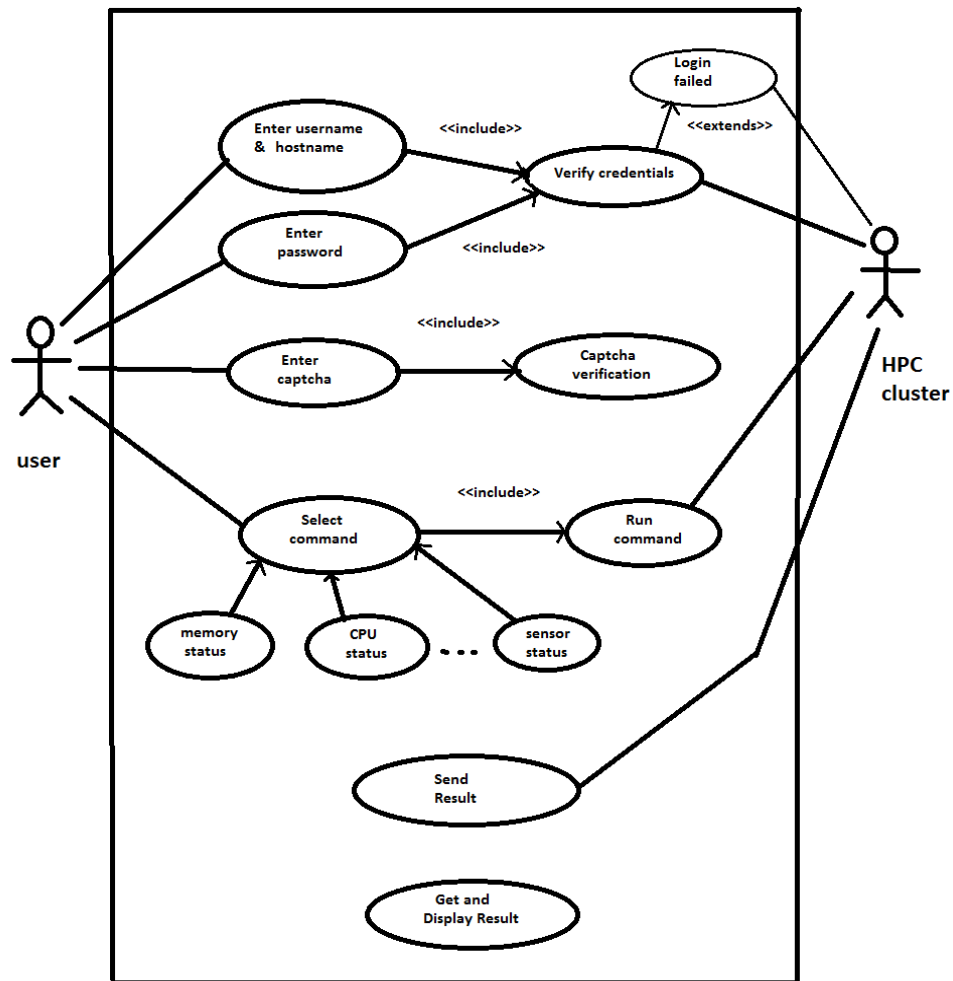 Login
failed
Enter username
& hostname
<<include>>
<<extends>>
Verify credentials
Enter
password
<<include>>
<<include>>
Enter
captcha
Captcha
verification
HPC
cluster
user
<<include>>
Select
command
Run
command
memory
status
CPU
status
...
sensor
status
Send
Result
Get and
Display Result